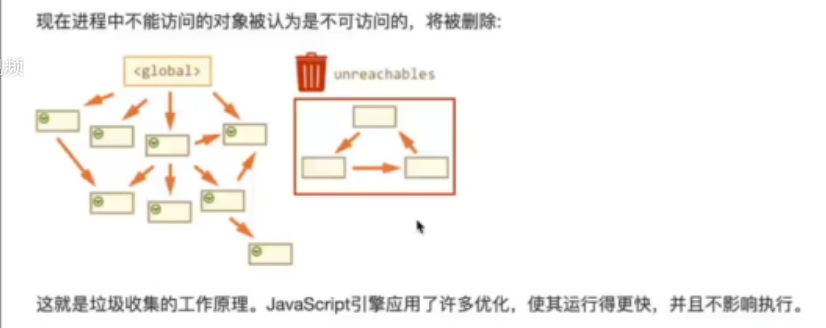 现在进程中不能访问的对象被认为是不可访问的，将被删除:
频
<global>
unreachables
这就是垃圾收集的工作原理。JavaScript引擎应用了许多优化，使其运行得更快，并且不影响执行。